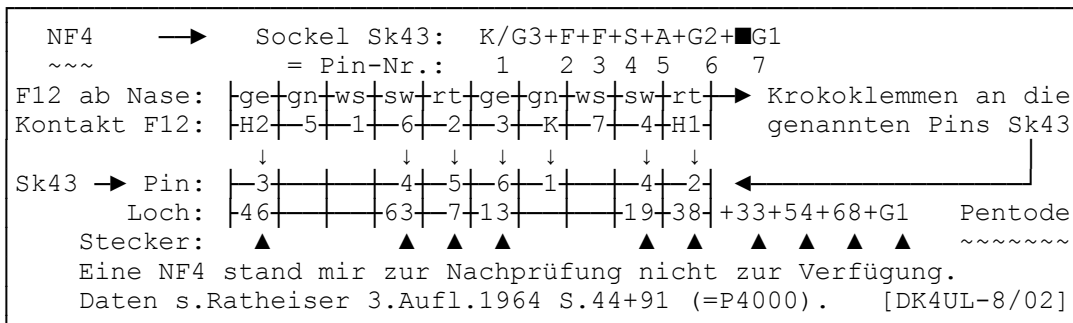 NF4 ──► Sockel Sk43: K/G3+F+F+S+A+G2+■G1
~~~ = Pin-Nr.: 1 2 3 4 5 6 7
F12 ab Nase: ├ge┼gn┼ws┼sw┼rt┼ge┼gn┼ws┼sw┼rt┼─► Krokoklemmen an die
Kontakt F12: ├H2┼─5┼─1┼─6┼─2┼─3┼─K┼─7┼─4┼H1┤ genannten Pins Sk43
↓ ↓ ↓ ↓ ↓ ↓ ↓
Sk43 ─► Pin: ├─3┼──┼──┼─4┼─5┼─6┼─1┼──┼─4┼─2┤ ◄
Loch: ├46┼──┼──┼63┼─7┼13┼──┼──┼19┼38┤ +33+54+68+G1 Pentode
Stecker: ▲ ▲ ▲ ▲ ▲ ▲ ▲ ▲ ▲ ▲ ~~~~~~~
Eine NF4 stand mir zur Nachprüfung nicht zur Verfügung.
Daten s.Ratheiser 3.Aufl.1964 S.44+91 (=P4000). [DK4UL-8/02]